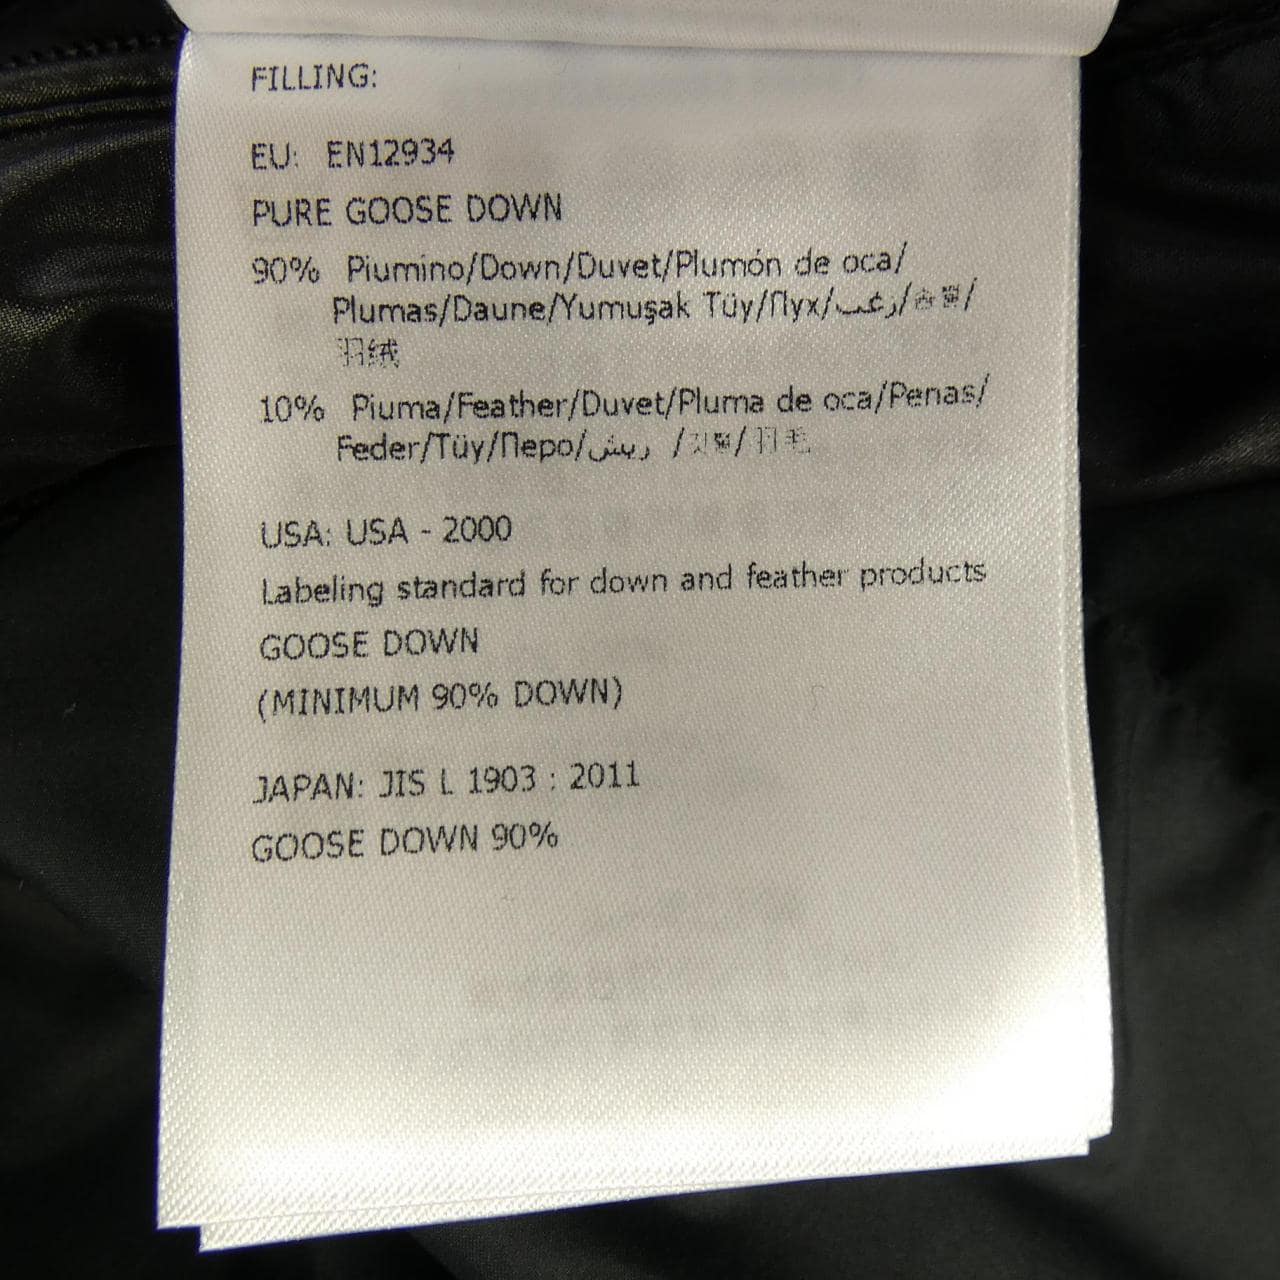 FILLING:
EU: EN12934
PURE GOOSE DOWN
90% Piumino/Down/Duvet/Plumón de oca/
Plumas/Daune/Yumuşak Tüy/Пух/زغب/솜털/
羽绒
10% Piuma/Feather/Duvet/Pluma de oca/Penas/
Feder/Tüy/Перо/ريش /깃털/羽毛
USA: USA - 2000
Labeling standard for down and feather products
GOOSE DOWN
(MINIMUM 90% DOWN)
JAPAN: JIS L 1903 : 2011
GOOSE DOWN 90%